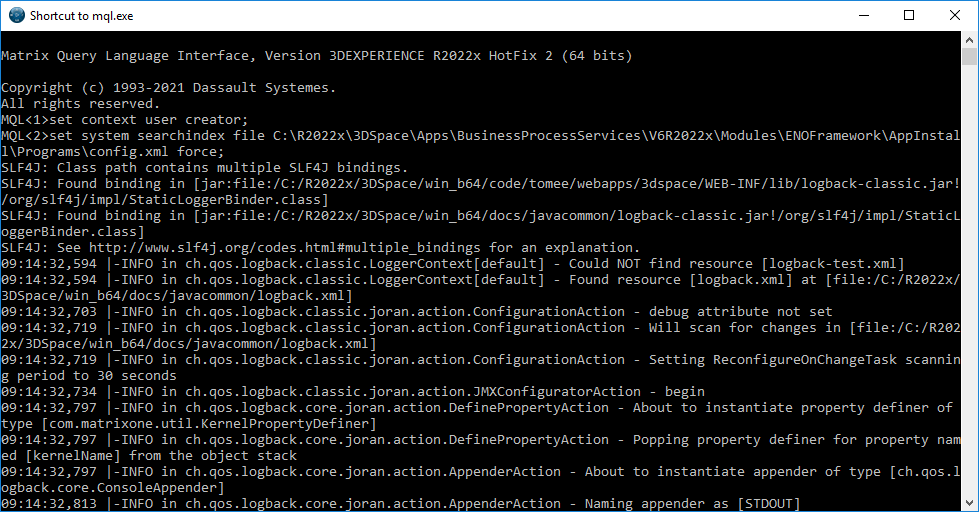 Shortcut to mql.exe
Matrix Query Language Interface, Version 3DEXPERIENCE R2022x HotFix 2 (64 bits)
Copyright (c) 1993-2021 Dassault Systemes.
All rights reserved.
MQL<1>set context user creator;
MQL<2>set system searchindex file C:\R2022x\3DSpace\Apps\BusinessProcessServices\V6R2022x\Modules\ENOFramework\AppInstal
l\Programs\config.xml force;
SLF4J: Class path contains multiple SLF4J bindings.
SLF4J: Found binding in [jar:file:/C:/R2022x/3DSpace/win_b64/code/tomee/webapps/3dspace/WEB-INF/lib/logback-classic.jar!
/org/slf4j/impl/StaticLoggerBinder.class]
SLF4J: Found binding in [jar:file:/C:/R2022x/3DSpace/win_b64/docs/javacommon/logback-classic.jar!/org/slf4j/impl/StaticL
oggerBinder.class]
SLF4J: See http://www.slf4j.org/codes.html#multiple_bindings for an explanation.
09:14:32,594 |-INFO in ch.qos.logback.classic.LoggerContext[default] - Could NOT find resource [logback-test.xml]
09:14:32,594 |-INFO in ch.qos.logback.classic.LoggerContext[default] - Found resource [logback.xml] at [file:/C:/R2022x/
3DSpace/win_b64/docs/javacommon/logback.xml]
09:14:32,703 |-INFO in ch.qos.logback.classic.joran.action.ConfigurationAction - debug attribute not set
09:14:32,719 |-INFO in ch.qos.logback.classic.joran.action.ConfigurationAction - Will scan for changes in [file:/C:/R202
2x/3DSpace/win_b64/docs/javacommon/logback.xml]
09:14:32,719 |-INFO in ch.qos.logback.classic.joran.action.ConfigurationAction - Setting ReconfigureOnChangeTask scannin
g period to 30 seconds
09:14:32,734 |-INFO in ch.qos.logback.classic.joran.action.JMXConfiguratorAction - begin
09:14:32,797 |-INFO in ch.qos.logback.core.joran.action.DefinePropertyAction - About to instantiate property definer of
type [com.matrixone.util.KernelPropertyDefiner]
09:14:32,797 |-INFO in ch.qos.logback.core.joran.action.DefinePropertyAction - Popping property definer for property nam
ed [kernelName] from the object stack
09:14:32,797 |-INFO in ch.qos.logback.core.joran.action.AppenderAction - About to instantiate appender of type [ch.qos.l
ogback.core.ConsoleAppender]
09:14:32,813 |-INFO in ch.qos.logback.core.joran.action.AppenderAction - Naming appender as [STDOUT]